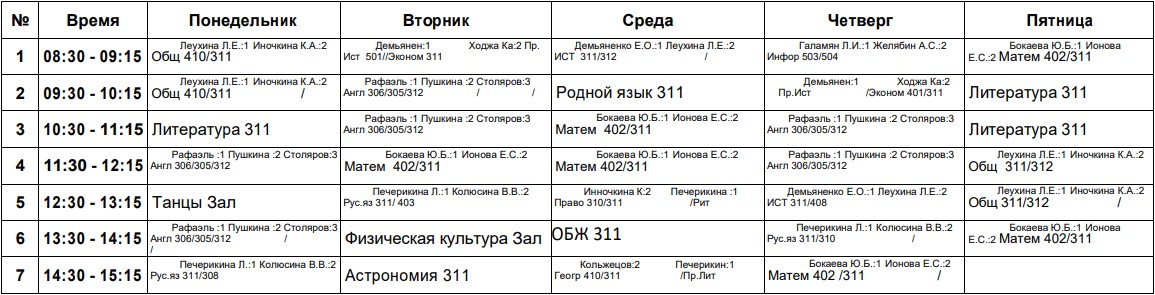 № Время Понедельник Вторник Среда Четверг Пятница
1 08:30 - 09:15
Леухина Л.Е.:1 Иночкина К.А.:2
Общ 410/311
Демьянен:1 Ходжа Ка:2 Пр.
Ист 501//Эконом 311
Демьяненко Е.О.:1 Леухина Л.Е.:2
ИСТ 311/312 /
Галамян Л.И.:1 Желябин А.С.:2
Инфор 503/504
Бокаева Ю.Б.:1 Ионова
Е.С.:2 Матем 402/311
2 09:30 - 10:15
Леухина Л.Е.:1 Иночкина К.А.:2
Общ 410/311 /
Рафаэль :1 Пушкина :2 Столяров:3
Англ 306/305/312 / /
Родной язык 311
Демьянен:1 Ходжа Ка:2
Пр.Ист /Эконом 401/311
Литература 311
3 10:30 - 11:15
Литература 311
Рафаэль :1 Пушкина :2 Столяров:3
Англ 306/305/312
Бокаева Ю.Б.:1 Ионова Е.С.:2
Матем 402/311
Рафаэль :1 Пушкина :2 Столяров:3
Англ 306/305/312
Литература 311
4 11:30 - 12:15
Рафаэль :1 Пушкина :2 Столяров:3
Англ 306/305/312
Бокаева Ю.Б.:1 Ионова Е.С.:2
Матем 402/311
Бокаева Ю.Б.:1 Ионова Е.С.:2
Матем 402/311
Рафаэль :1 Пушкина :2 Столяров:3
Англ 306/305/312
Леухина Л.Е.:1 Иночкина К.А.:2
Общ 311/312
5 12:30 - 13:15
Танцы Зал
Печерикина Л.:1 Колюсина В.В.:2
Рус.яз 311/ 403
Инночкина К:2 Печерикина :1
Право 310/311 /Рит
Демьяненко Е.О.:1 Леухина Л.Е.:2
ИСТ 311/408
Леухина Л.Е.:1 Иночкина К.А.:2
Общ 311/312 /
6 13:30 - 14:15
Рафаэль :1 Пушкина :2 Столяров:3
Англ 306/305/312 /
/
Физическая культура Зал
ОБЖ 311
Печерикина Л.:1 Колюсина В.В.:2
Рус.яз 311/310 /
Бокаева Ю.Б.:1 Ионова
Е.С.:2 Матем 402/311
7 14:30 - 15:15
Печерикина Л.:1 Колюсина В.В.:2
Рус.яз 311/308
Астрономия 311
Кольжецов:2 Печерикин:1
Геогр 410/311 /Пр.Лит
Бокаева Ю.Б.:1 Ионова Е.С.:2
Матем 402 /311 /